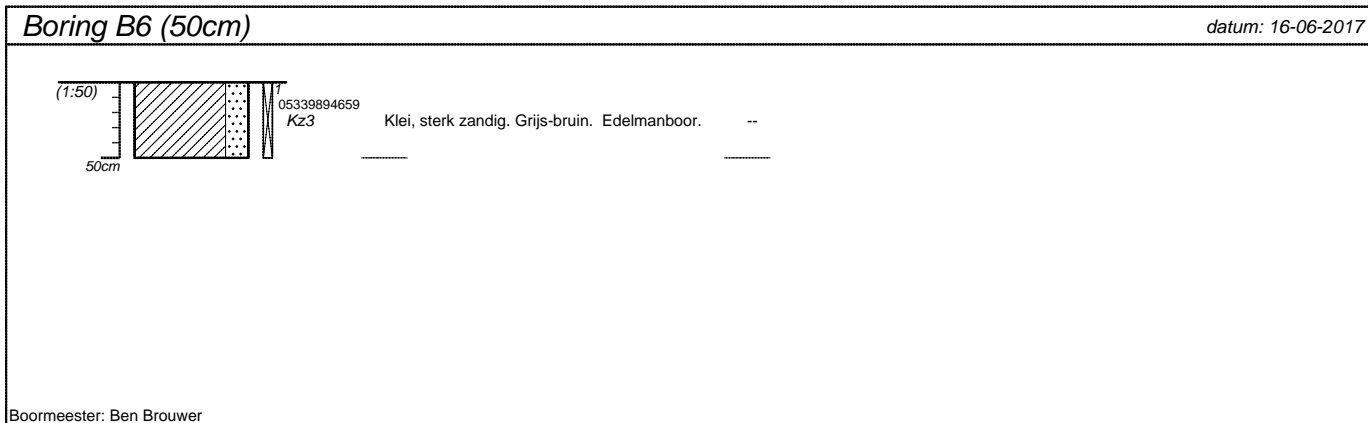 Boring B6 (50cm)
datum: 16-06-2017
(1:50)
1
05339894659
Kz3
Klei, sterk zandig. Grijs-bruin. Edelmanboor.
--
50cm
Boormeester: Ben Brouwer